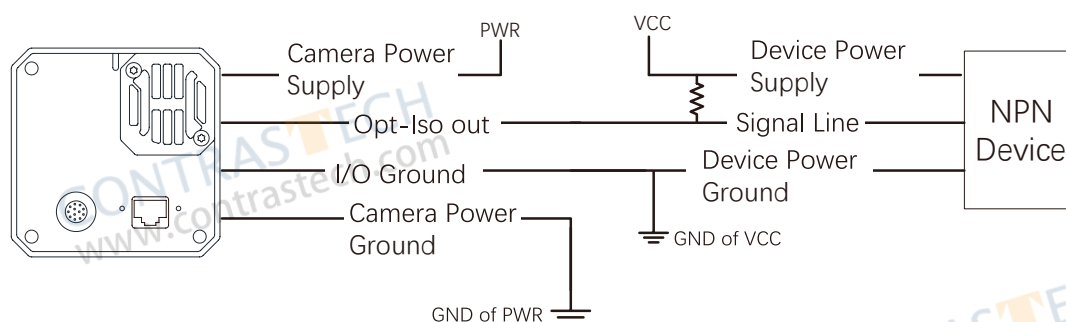 PWR
VCC
Camera Power
Supply
Device Power
Supply
NPN
Device
Opt-Iso out
Signal Line
I/O Ground
Device Power
Ground
Camera Power
Ground
GND of VCC
GND of PWR
CONTRASTECH
www.contrastech.com